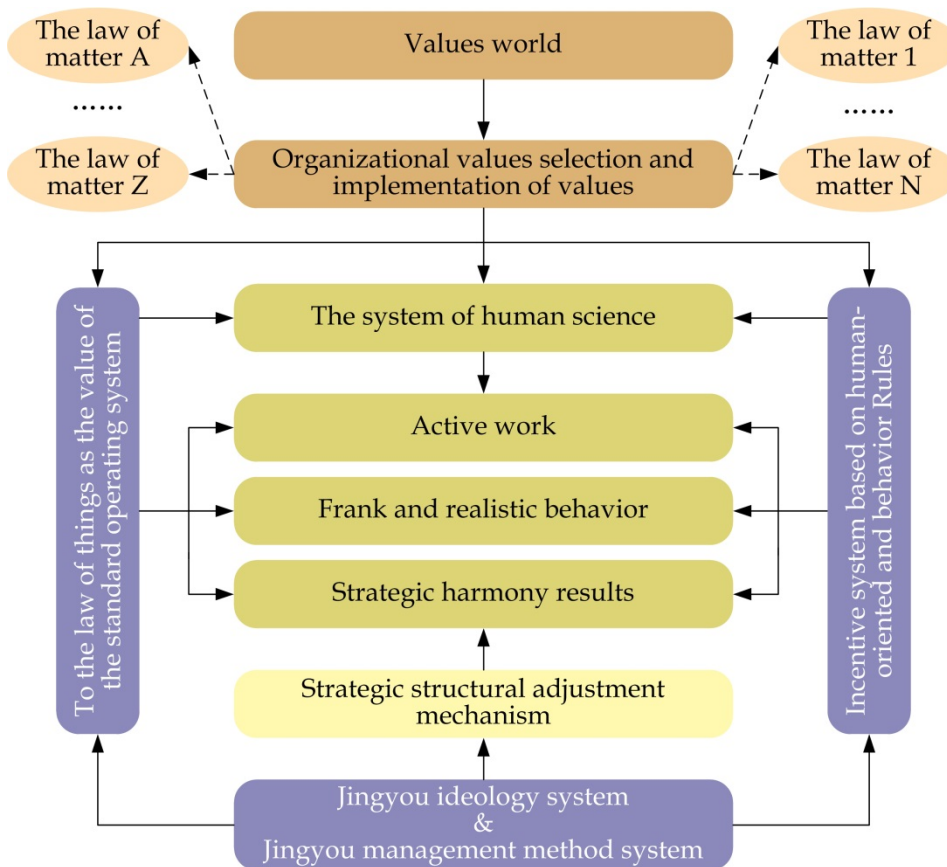 The law of
matter A
......
The law of
matter Z
Values world
Organizational values selection and
implementation of values
The law of
matter 1
......
The law of
matter N
To the law of things as the value of
the standard operating system
The system of human science
Active work
Frank and realistic behavior
Strategic harmony results
Strategic structural adjustment
mechanism
Incentive system based on human-
oriented and behavior Rules
Jingyou ideology system
&
Jingyou management method system